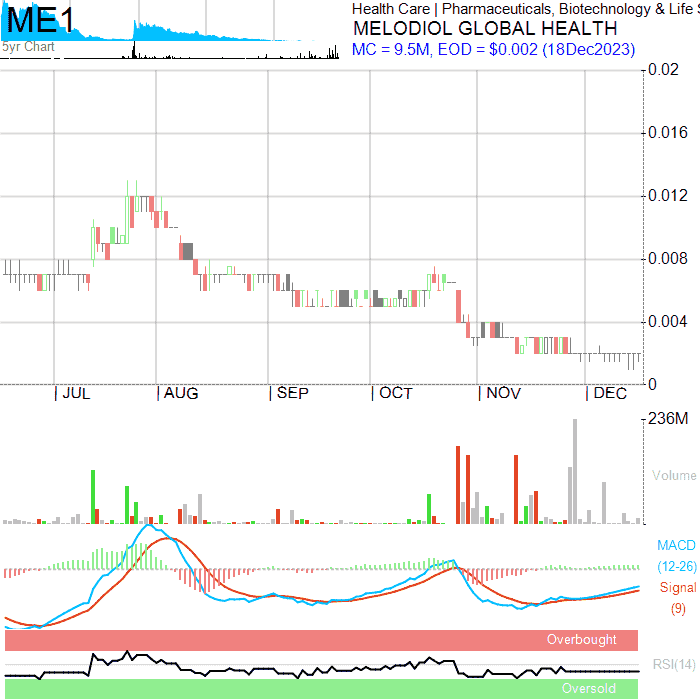 ME1
5yr Chart
Health Care | Pharmaceuticals, Biotechnology & Life S
MELODIOL GLOBAL HEALTH
MC = 9.5M, EOD = $0.002 (18Dec2023)
0.02
0.016
0.012
0.008
0.004
0
JUL AUG SEP OCT NOV DEC
236M
Volume
MACD
(12-26)
Signal
(9)
Overbought
RSI(14)
Oversold